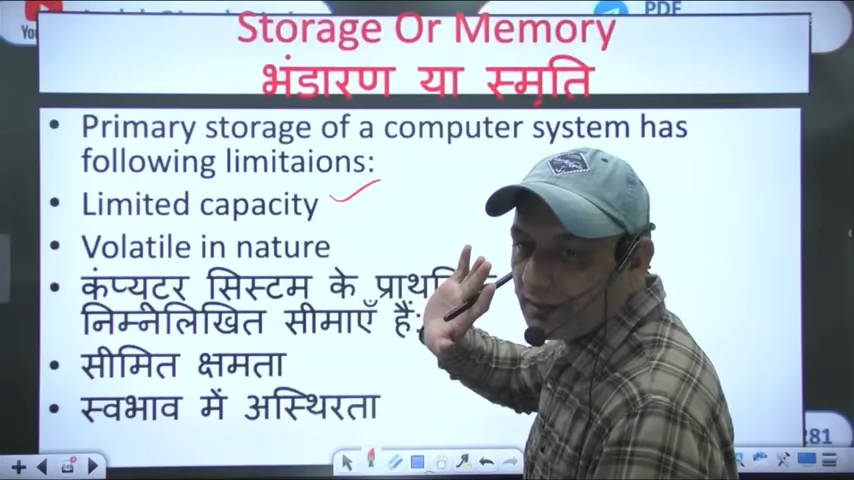 PDF
Storage Or Memory
भंडारण या स्मृति
Primary storage of a computer system has
following limitaions:
Limited capacity
Volatile in nature
कंप्यूटर सिस्टम के
निम्नलिखित सीमाएँ हैं:
सीमित क्षमता
स्वभाव में अस्थिरता
281